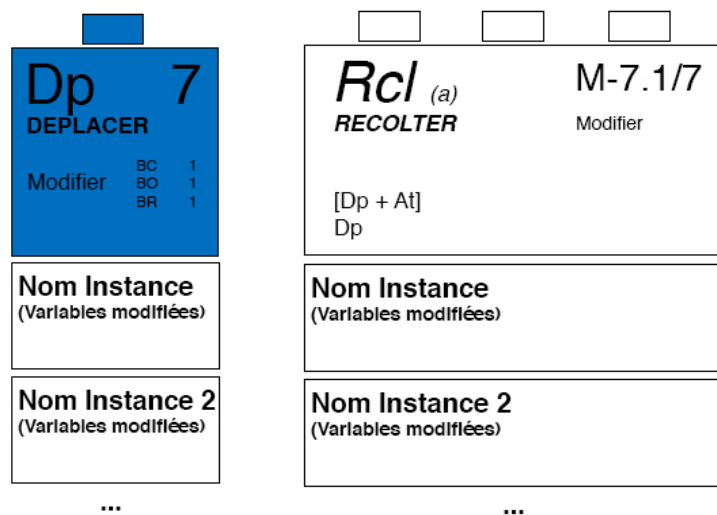 Dp 7
DEPLACER
Modifier
BC 1
BO 1
BR 1
Nom Instance
(Variables modifiées)
Nom Instance 2
(Variables modifiées)
...
Rcl (a) M-7.1/7
RECOLTER Modifier
[Dp + At]
Dp
Nom Instance
(Variables modifiées)
Nom Instance 2
(Variables modifiées)
...